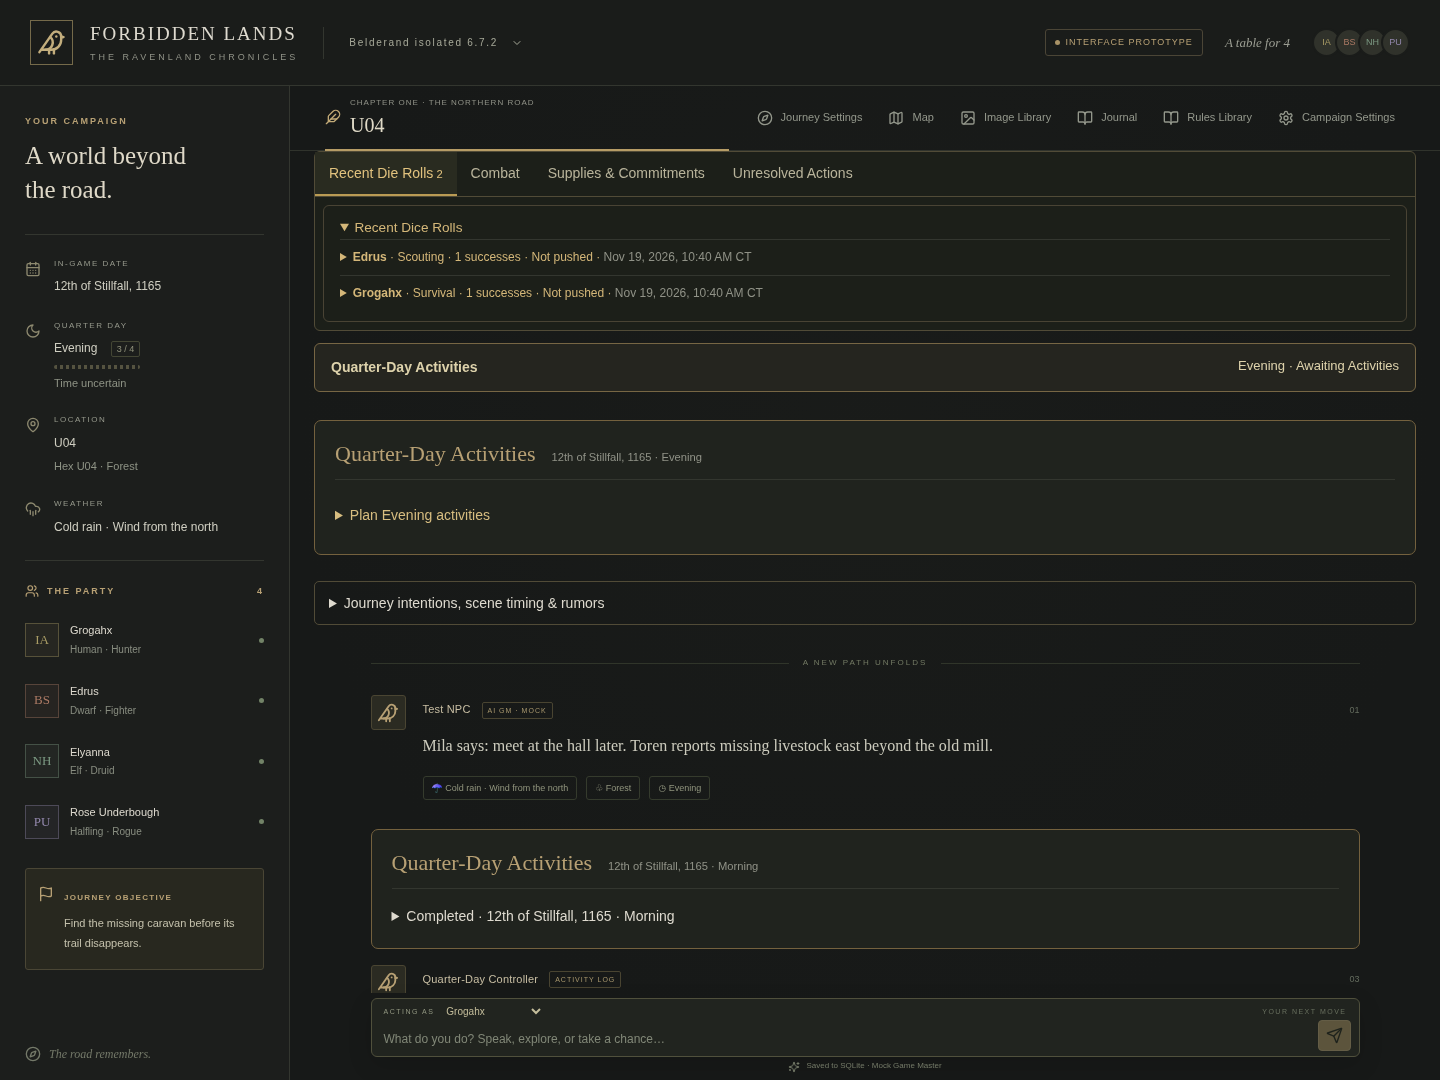 FORBIDDEN LANDS
THE RAVENLAND CHRONICLES
Belderand isolated 6.7.2
INTERFACE PROTOTYPE
A table for 4
IA
BS
NH
PU
YOUR CAMPAIGN
A world beyond
the road.
IN-GAME DATE
12th of Stillfall, 1165
QUARTER DAY
Evening
3 / 4
Time uncertain
LOCATION
U04
Hex U04 · Forest
WEATHER
Cold rain · Wind from the north
THE PARTY
4
IA
Grogahx
Human · Hunter
BS
Edrus
Dwarf · Fighter
NH
Elyanna
Elf · Druid
PU
Rose Underbough
Halfling · Rogue
JOURNEY OBJECTIVE
Find the missing caravan before its
trail disappears.
The road remembers.
CHAPTER ONE · THE NORTHERN ROAD
U04
Journey Settings
Map
Image Library
Journal
Rules Library
Campaign Settings
Recent Die Rolls 2
Combat
Supplies & Commitments
Unresolved Actions
Recent Dice Rolls
Edrus · Scouting · 1 successes · Not pushed · Nov 19, 2026, 10:40 AM CT
Grogahx · Survival · 1 successes · Not pushed · Nov 19, 2026, 10:40 AM CT
Quarter-Day Activities
Evening · Awaiting Activities
Quarter-Day Activities
12th of Stillfall, 1165 · Evening
Plan Evening activities
Journey intentions, scene timing & rumors
A NEW PATH UNFOLDS
Test NPC
AI GM · MOCK
01
Mila says: meet at the hall later. Toren reports missing livestock east beyond the old mill.
Cold rain · Wind from the north
Forest
Evening
Quarter-Day Activities
12th of Stillfall, 1165 · Morning
Completed · 12th of Stillfall, 1165 · Morning
Quarter-Day Controller
ACTIVITY LOG
03
ACTING AS
Grogahx
YOUR NEXT MOVE
What do you do? Speak, explore, or take a chance…
Saved to SQLite · Mock Game Master